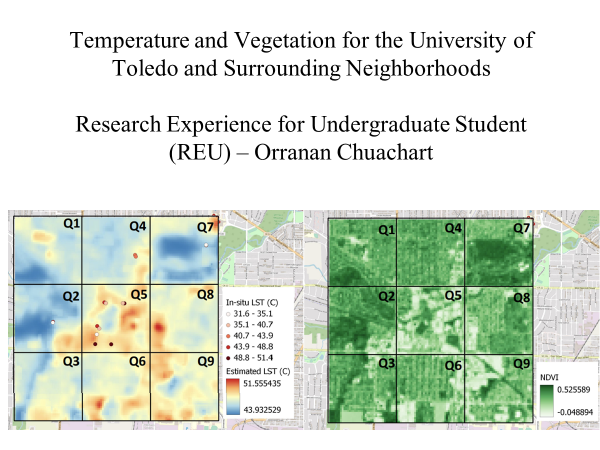 Temperature and Vegetation for the University of
Toledo and Surrounding Neighborhoods
Research Experience for Undergraduate Student
(REU) – Orranan Chuachart
Q1
Q4
Q7
Q2
Q5
Q8
Q3
Q6
Q9
In-situ LST (C)
31.6 - 35.1
35.1 - 40.7
40.7 - 43.9
43.9 - 48.8
48.8 - 51.4
Estimated LST (C)
51.555435
43.932529
Q1
Q4
Q7
Q2
Q5
Q8
Q3
Q6
Q9
NDVI
0.525589
-0.048894